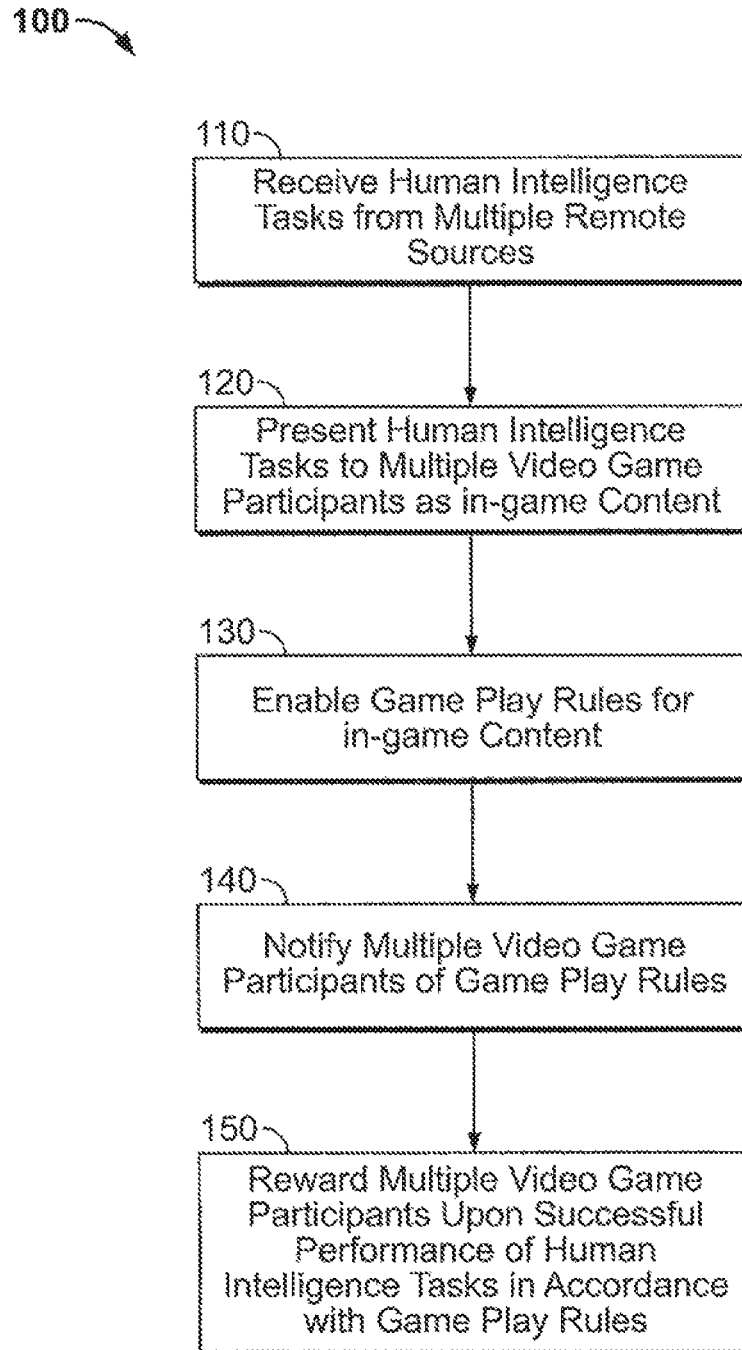 100
110
Receive Human Intelligence
Tasks from Multiple Remote
Sources
120
Present Human Intelligence
Tasks to Multiple Video Game
Participants as in-game Content
130
Enable Game Play Rules for
in-game Content
140
Notify Multiple Video Game
Participants of Game Play Rules
150
Reward Multiple Video Game
Participants Upon Successful
Performance of Human
Intelligence Tasks in Accordance
with Game Play Rules